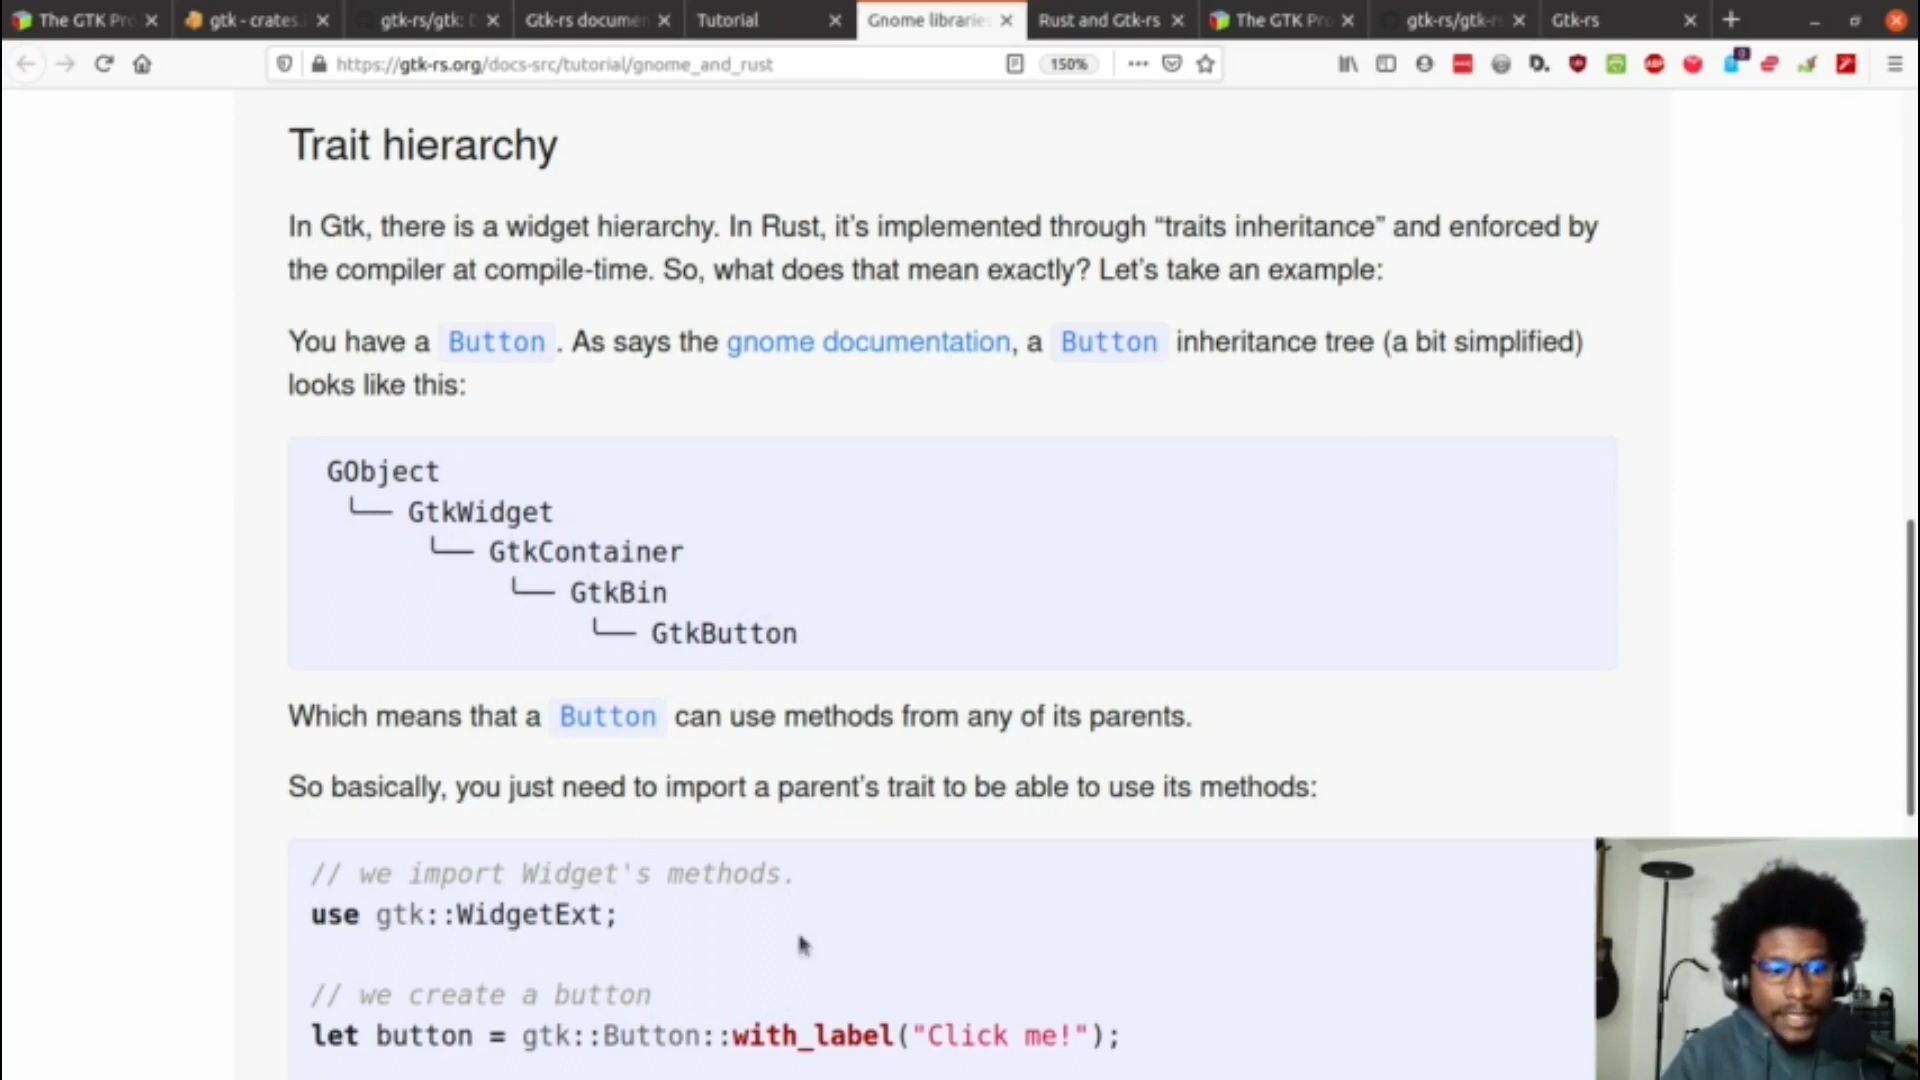 The GTK Pro
gtk - crates.
gtk-rs/gtk: D
Gtk-rs documen
Tutorial
Gnome libraries
Rust and Gtk-rs
The GTK Pro
gtk-rs/gtk-rs
Gtk-rs
https://gtk-rs.org/docs-src/tutorial/gnome_and_rust
150%
Trait hierarchy
In Gtk, there is a widget hierarchy. In Rust, it’s implemented through “traits inheritance” and enforced by
the compiler at compile-time. So, what does that mean exactly? Let’s take an example:
You have a Button. As says the gnome documentation, a Button inheritance tree (a bit simplified)
looks like this:
GObject
╰── GtkWidget
╰── GtkContainer
╰── GtkBin
╰── GtkButton
Which means that a Button can use methods from any of its parents.
So basically, you just need to import a parent’s trait to be able to use its methods:
// we import Widget's methods.
use gtk::WidgetExt;
// we create a button
let button = gtk::Button::with_label("Click me!");